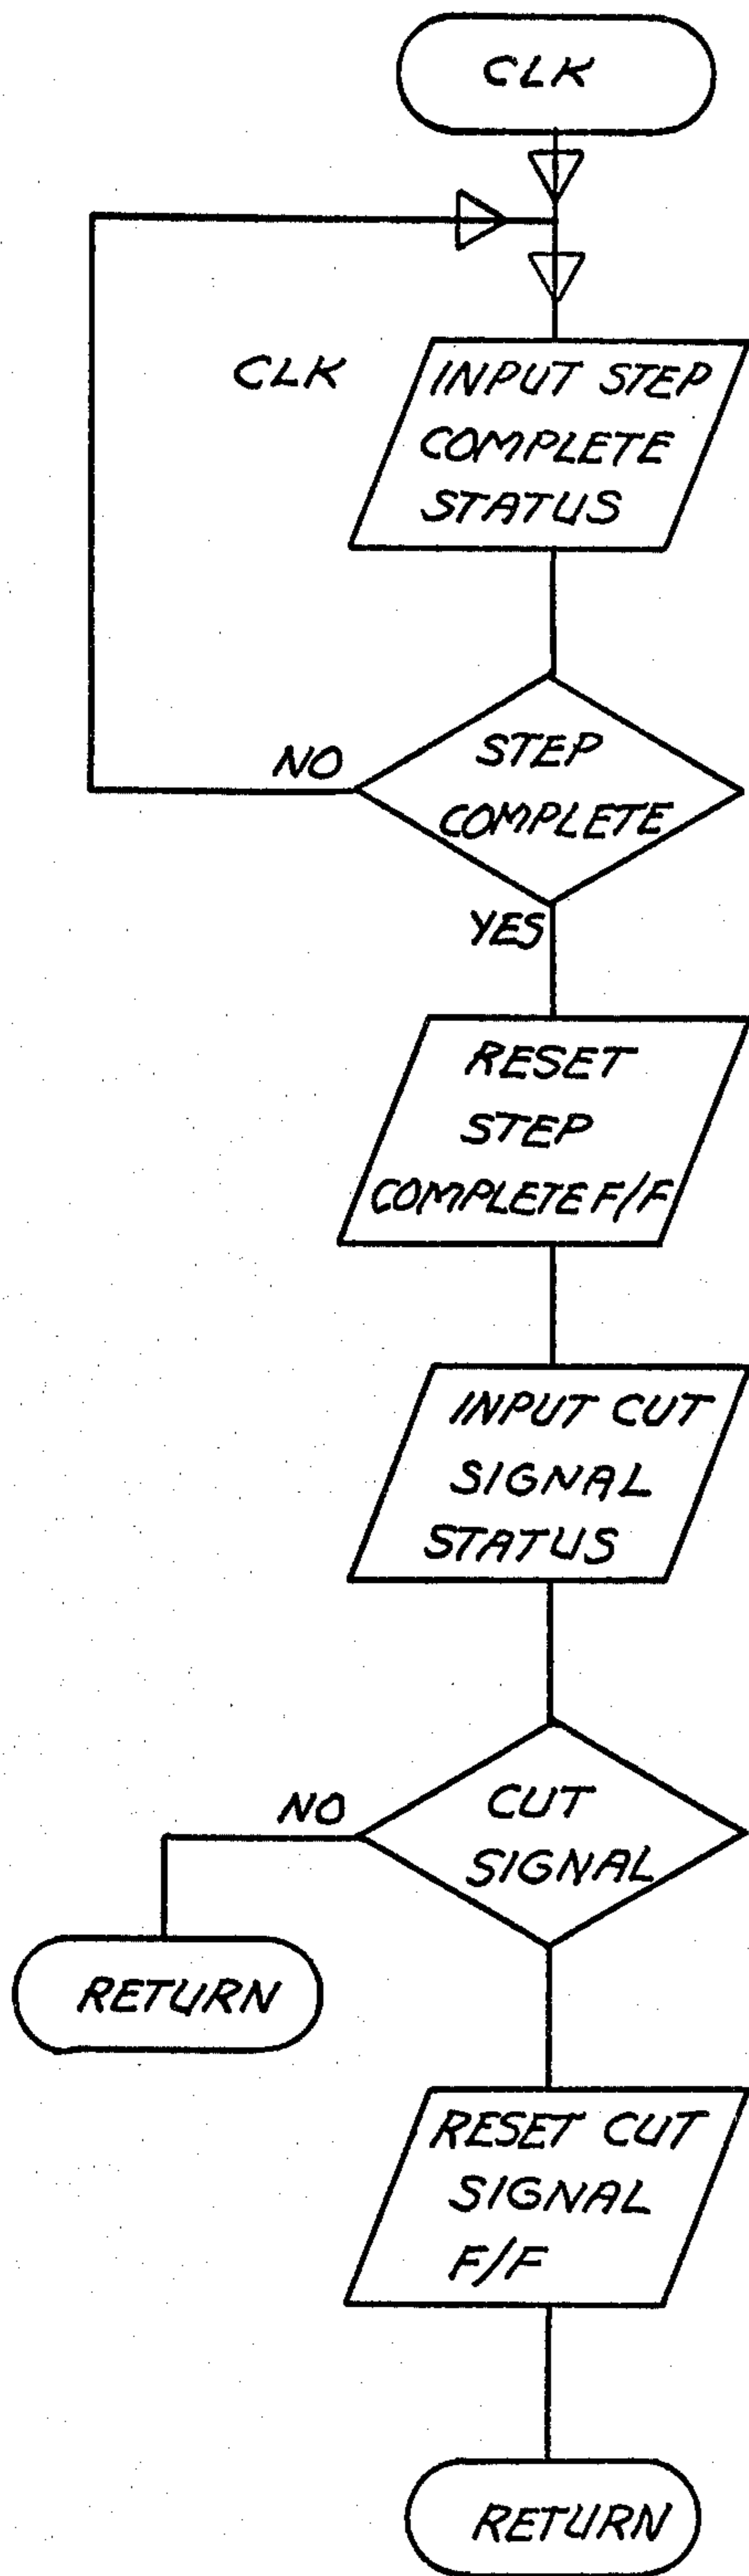 CLK
CLK
INPUT STEP
COMPLETE
STATUS
NO
STEP
COMPLETE
YES
RESET
STEP
COMPLETE F/F
INPUT CUT
SIGNAL
STATUS
NO
CUT
SIGNAL
RETURN
RESET CUT
SIGNAL
F/F
RETURN